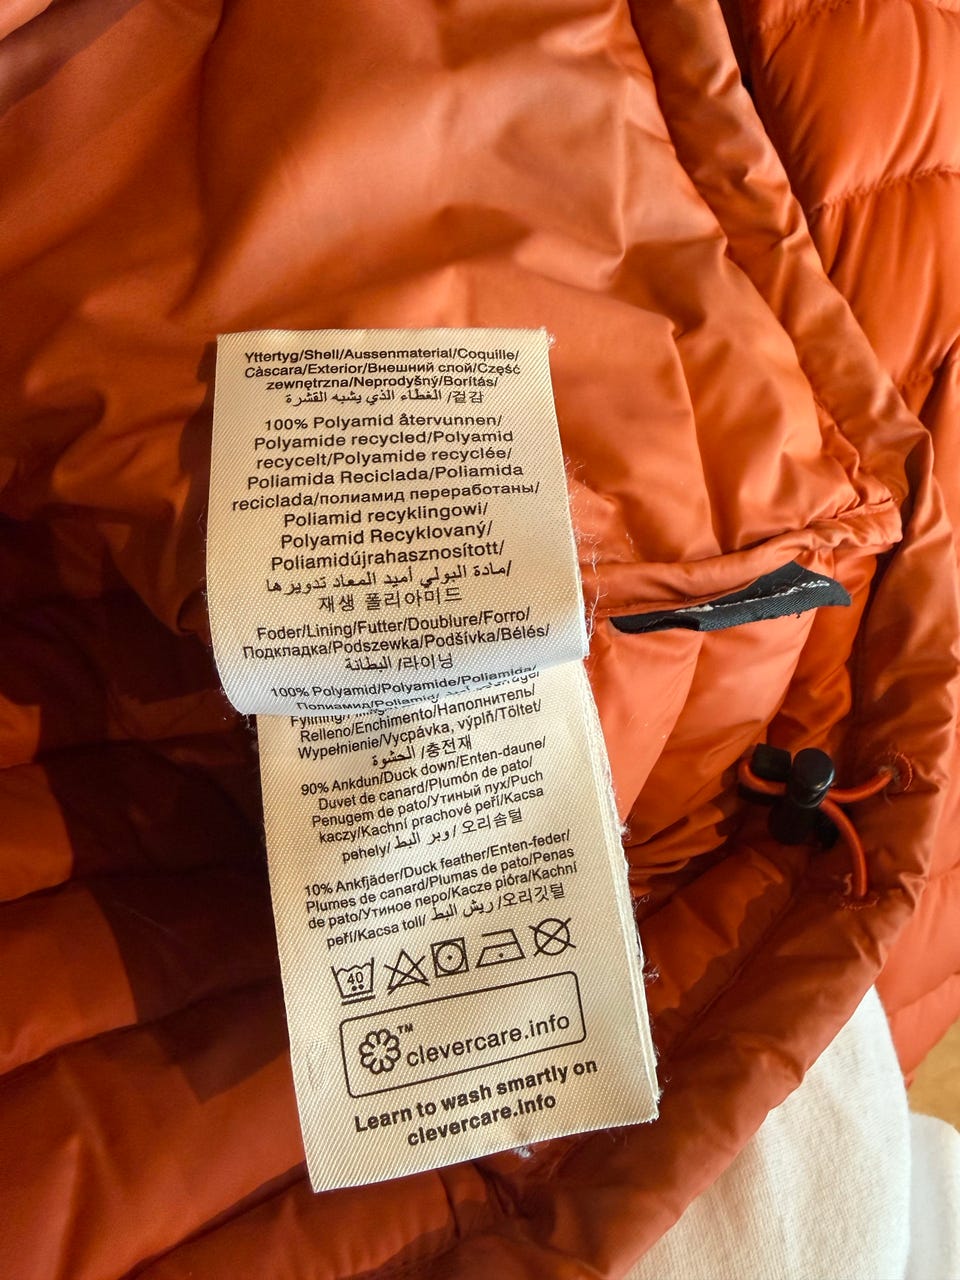 Yttertyg/Shell/Aussenmaterial/Coquille/
Càscara/Exterior/Внешний слой/Część
zewnętrzna/Neprodyšný/Borítás/
الغطاء الذي يشبه القشرة /겉감
100% Polyamid återvunnen/
Polyamide recycled/Polyamid
recycelt/Polyamide recyclée/
Poliamida Reciclada/Poliamida
reciclada/полиамид переработаны/
Poliamid recyklingowi/
Polyamid Recyklovaný/
Poliamidújrahasznosított/
مادة البولي أميد المعاد تدويرها/
재생 폴리아미드
Foder/Lining/Futter/Doublure/Forro/
Подкладка/Podszewka/Podšívka/Bélés/
البطانة /라이닝
100% Polyamid/Polyamide/Poliamida/
Полиамид/Poliamid/
Relleno/Enchimento/Наполнитель/
Wypełnienie/Vycpávka, výplň/Töltet/
الحشوة /충전재
90% Ankdun/Duck down/Enten-daune/
Duvet de canard/Plumón de pato/
Penugem de pato/Утиный пух/Puch
kaczy/Kachní prachové peří/Kacsa
pehely/ وبر البط / 오리솜털
10% Ankfjäder/Duck feather/Enten-feder/
Plumes de canard/Plumas de pato/Penas
de pato/Утиное перо/Kacze pióra/Kachní
peří/Kacsa toll/ ريش البط /오리깃털
40
TM
clevercare.info
Learn to wash smartly on
clevercare.info